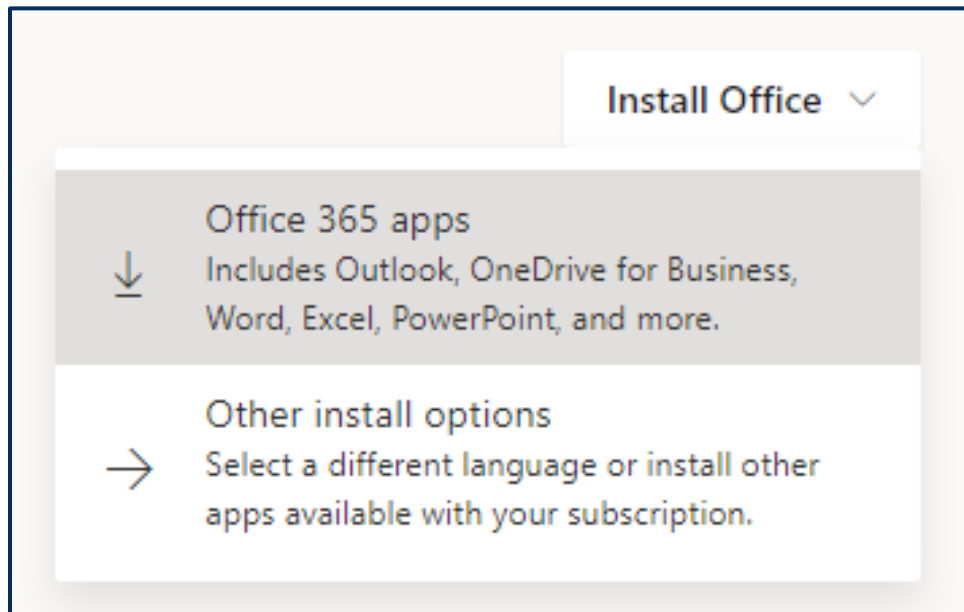 Install Office
Office 365 apps
Includes Outlook, OneDrive for Business,
Word, Excel, PowerPoint, and more.
Other install options
Select a different language or install other
apps available with your subscription.